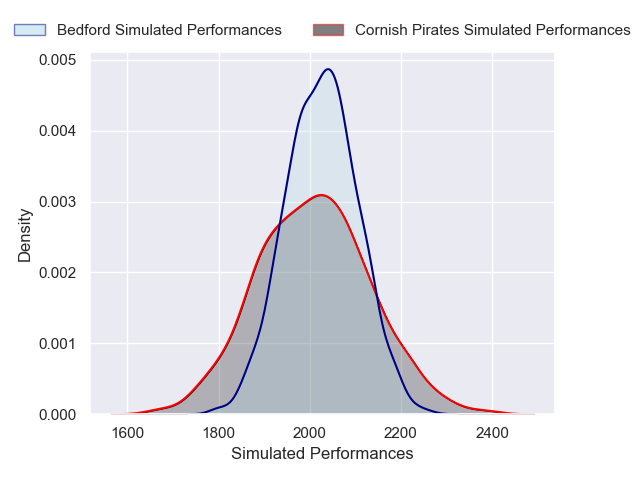 Bedford Simulated Performances
Cornish Pirates Simulated Performances
0.005
0.004
0.003
0.002
0.001
0.000
Density
1600 1800 2000 2200 2400
Simulated Performances